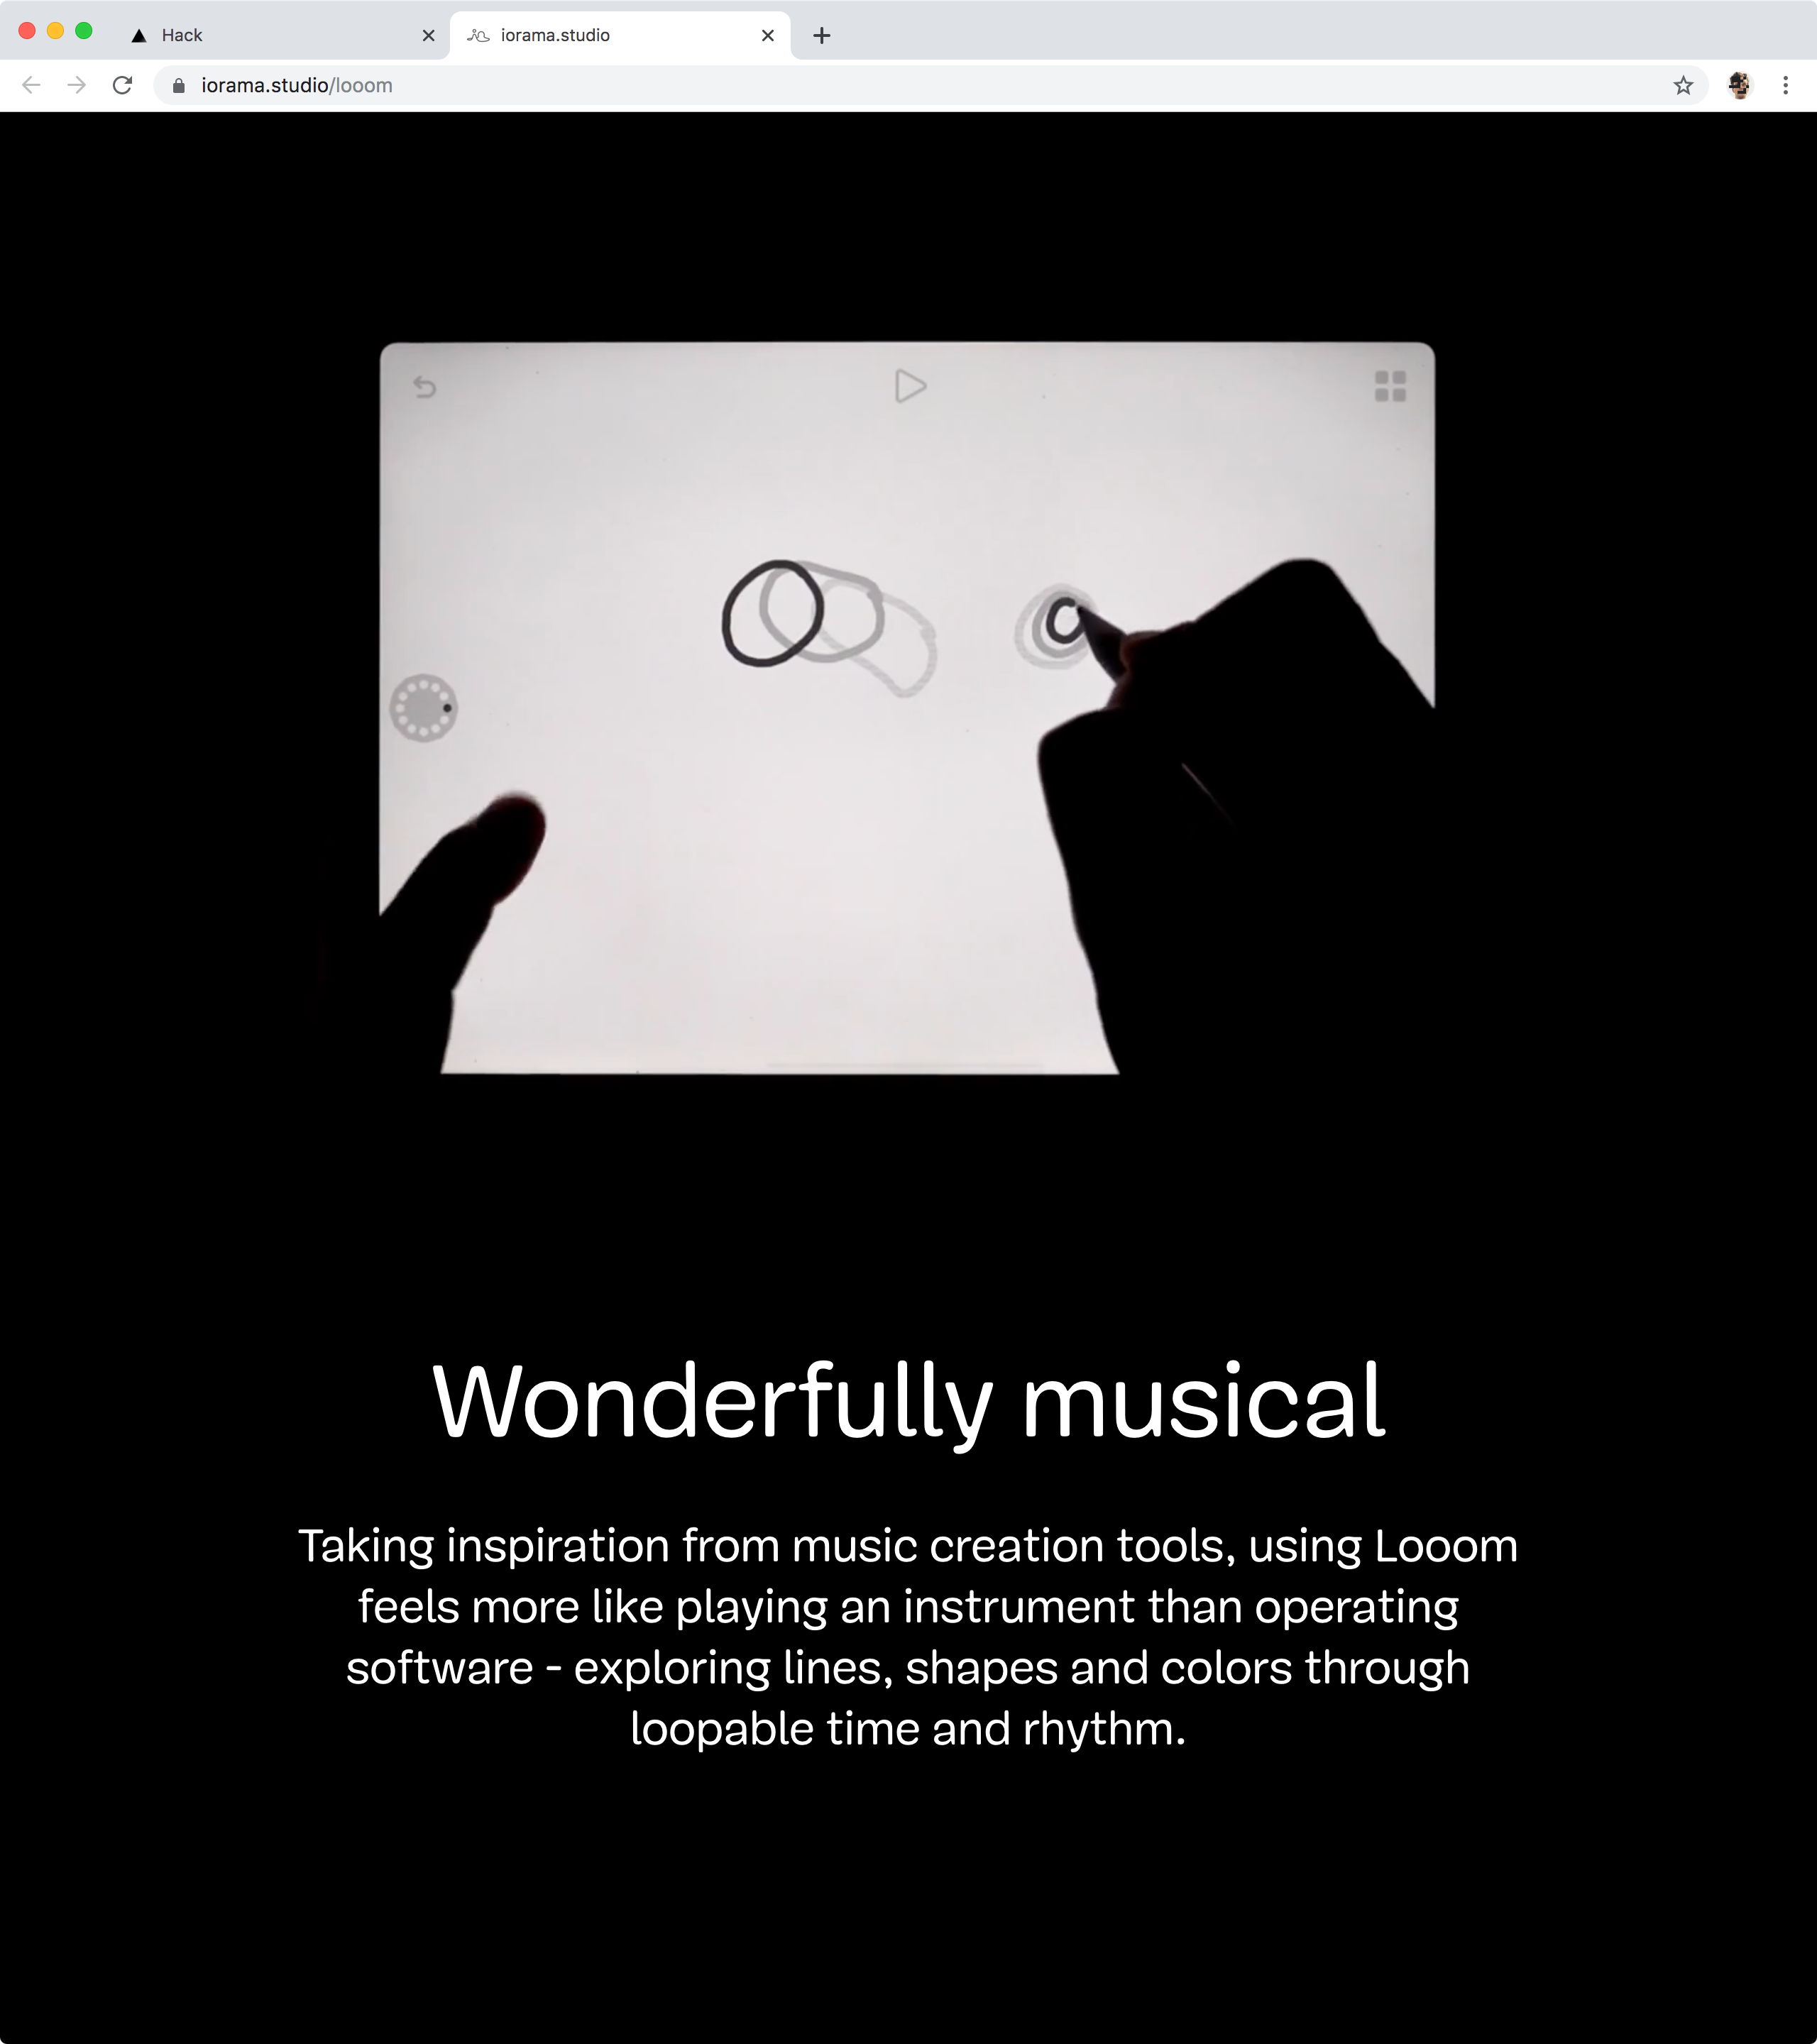 Hack
iorama.studio
iorama.studio/looom
Wonderfully musical
Taking inspiration from music creation tools, using Looom
feels more like playing an instrument than operating
software - exploring lines, shapes and colors through
loopable time and rhythm.